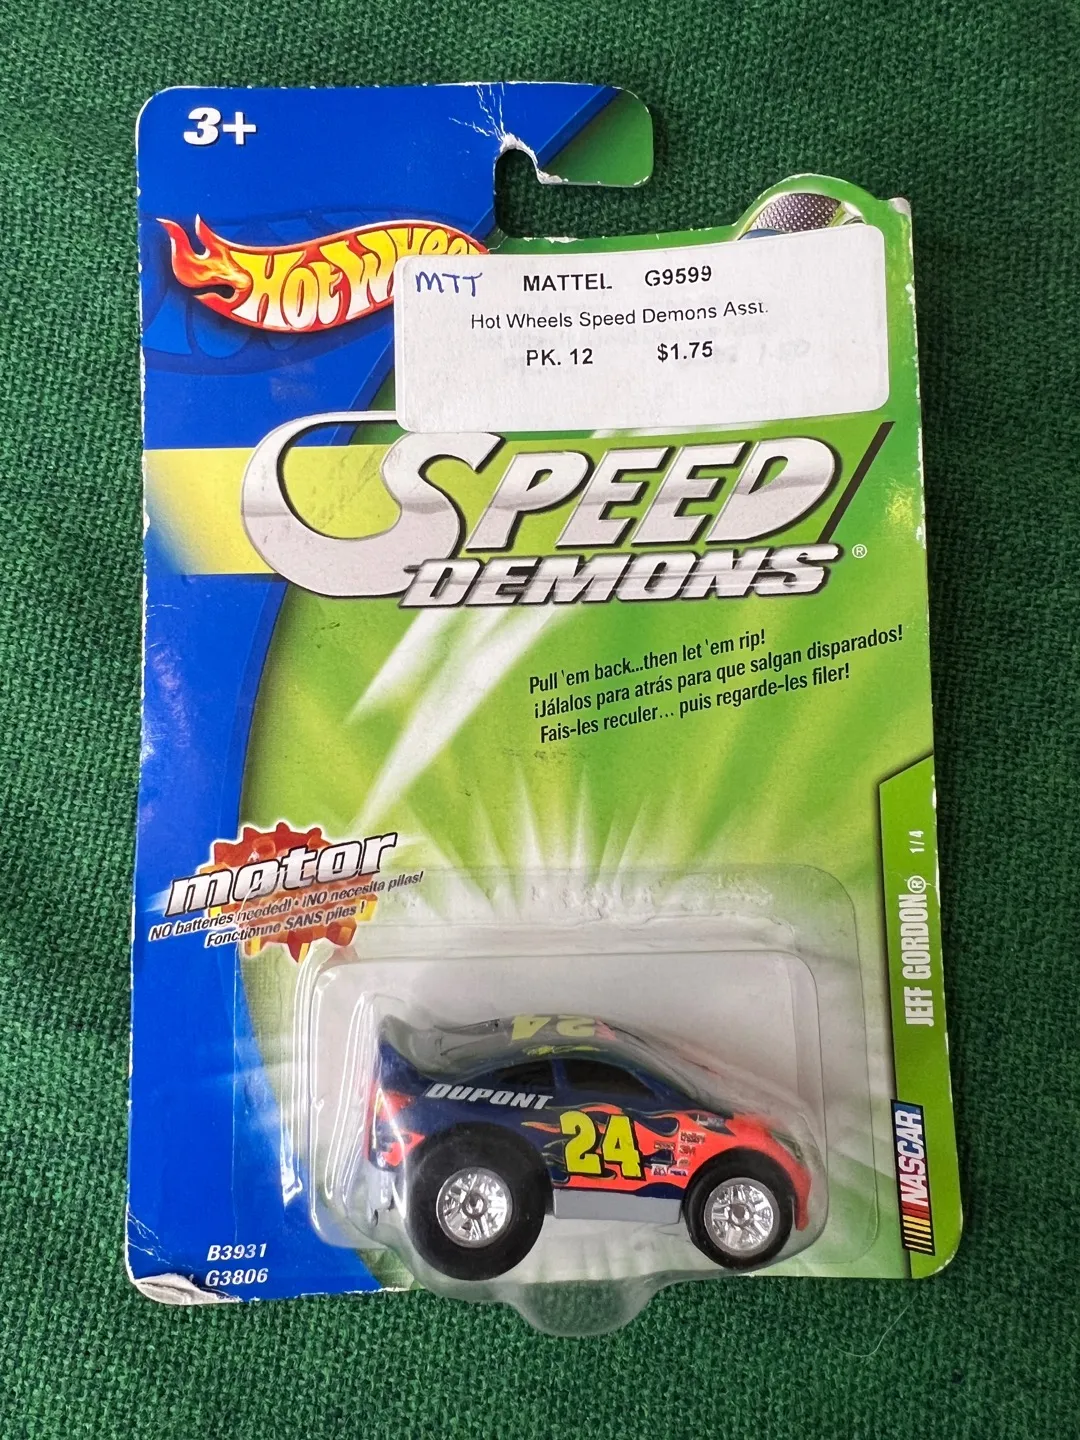 3+
HOT WHEE
MTT MATTEL G9599
Hot Wheels Speed Demons Asst.
PK. 12 $1.75
SPEED
DEMONS ®
Pull 'em back...then let 'em rip!
¡Jálalos para atrás para que salgan disparados!
Fais-les reculer... puis regarde-les filer!
motor
NO batteries needed! • ¡NO necesita pilas!
Fonctionne SANS piles !
JEFF GORDON® 1/4
NASCAR
24
DUPONT
24
B3931
G3806